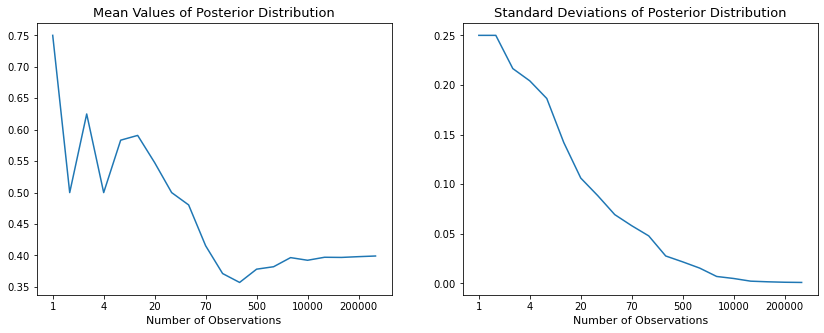 Mean Values of Posterior Distribution
0.75
0.70
0.65
0.60
0.55
0.50
0.45
0.40
0.35
1 4 20 70 500 10000 200000
Number of Observations
Standard Deviations of Posterior Distribution
0.25
0.20
0.15
0.10
0.05
0.00
1 4 20 70 500 10000 200000
Number of Observations